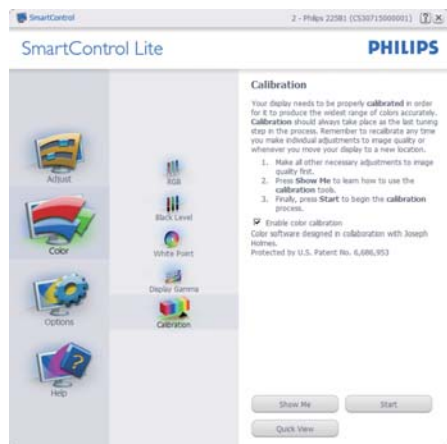 SmartControl
2 - Philips 225B1 (CS30715000001)
SmartControl Lite
PHILIPS
Adjust
Color
Options
Help
RGB
Black Level
White Point
Display Gamma
Calibration
Calibration
Your display needs to be properly calibrated in order
for it to produce the widest range of colors accurately.
Calibration should always take place as the last tuning
step in the process. Remember to recalibrate any time
you make individual adjustments to image quality or
whenever you move your display to a new location.
1. Make all other necessary adjustments to image
quality first.
2. Press Show Me to learn how to use the
calibration tools.
3. Finally, press Start to begin the calibration
process.
Enable color calibration
Color software designed in collaboration with Joseph
Holmes.
Protected by U.S. Patent No. 6,686,953
Show Me
Start
Quick View